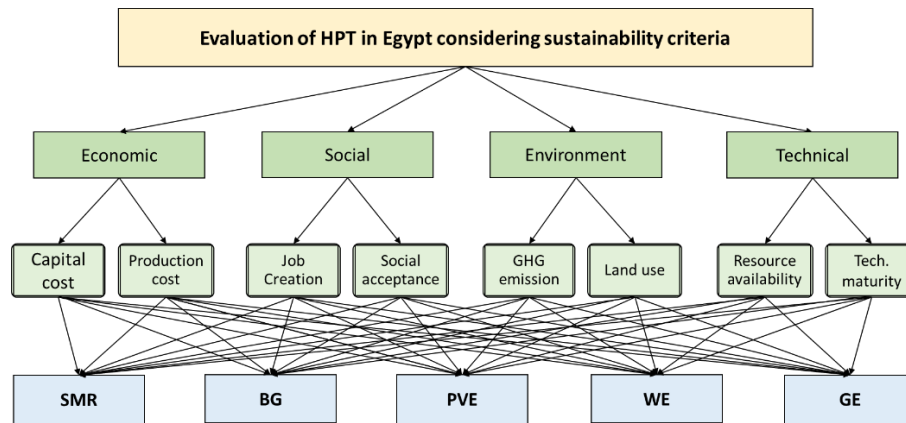 Evaluation of HPT in Egypt considering sustainability criteria
Economic
Social
Environment
Technical
Capital
cost
Production
cost
Job
Creation
Social
acceptance
GHG
emission
Land use
Resource
availability
Tech.
maturity
SMR
BG
PVE
WE
GE